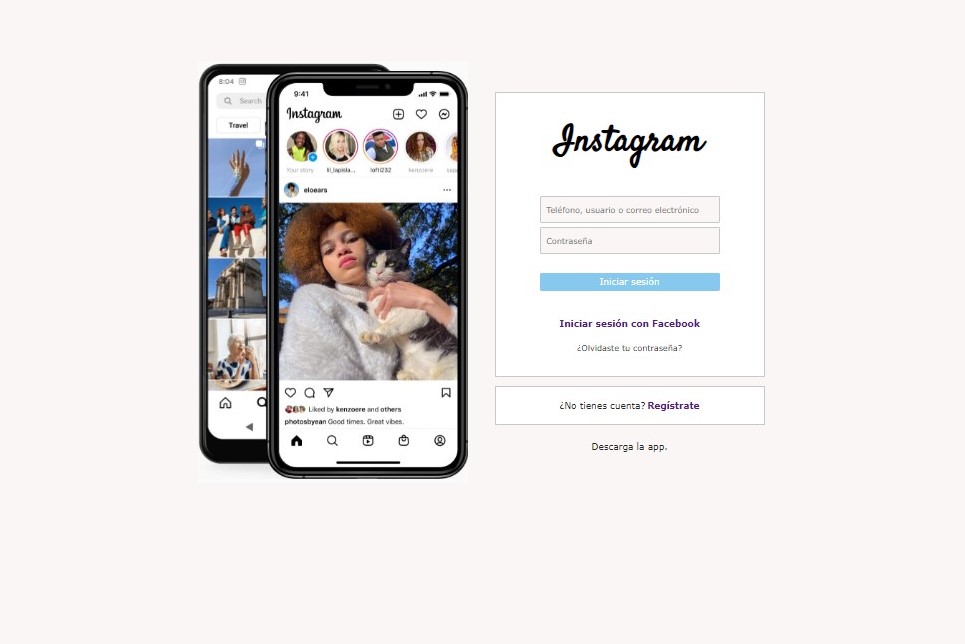 8:04
Search
Travel
9:41
Instagram
Your story
lil_lapisla...
lofti232
kenzoere
eloears
Liked by kenzoere and others
photosbyean Good times. Great vibes.
Instagram
Teléfono, usuario o correo electrónico
Contraseña
Iniciar sesión
Iniciar sesión con Facebook
¿Olvidaste tu contraseña?
¿No tienes cuenta? Regístrate
Descarga la app.